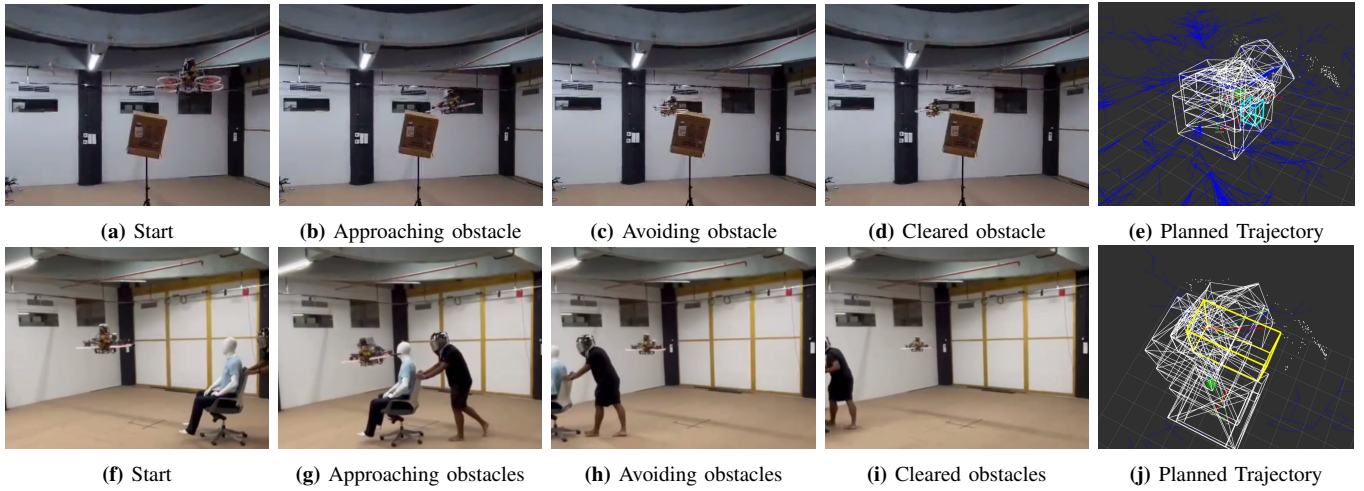 (a) Start
(b) Approaching obstacle
(c) Avoiding obstacle
(d) Cleared obstacle
(e) Planned Trajectory
(f) Start
(g) Approaching obstacles
(h) Avoiding obstacles
(i) Cleared obstacles
(j) Planned Trajectory